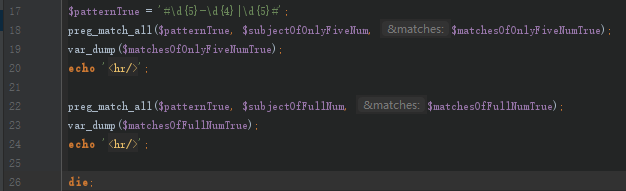 17 $patternTrue = '#\d{5}-\d{4}|\d{5}#';
18 preg_match_all($patternTrue, $subjectOfOnlyFiveNum, &matches: $matchesOfOnlyFiveNumTrue);
19 var_dump($matchesOfOnlyFiveNumTrue);
20 echo '<hr/>';
21
22 preg_match_all($patternTrue, $subjectOfFullNum, &matches: $matchesOfFullNumTrue);
23 var_dump($matchesOfFullNumTrue);
24 echo '<hr/>';
25
26 die;